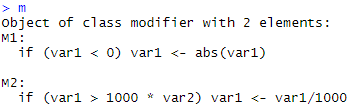 > m
Object of class modifier with 2 elements:
M1:
  if (var1 < 0) var1 <- abs(var1)

M2:
  if (var1 > 1000 * var2) var1 <- var1/1000